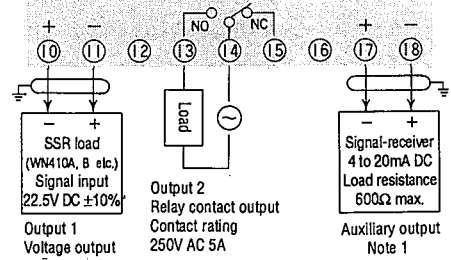 NO NC
+ − + −
10 11 12 13 14 15 16 17 18
− +
SSR load
(WN410A, B etc.)
Signal input
22.5V DC ±10%
Output 1
Voltage output
Load
Output 2
Relay contact output
Contact rating
250V AC 5A
− +
Signal-receiver
4 to 20mA DC
Load resistance
600Ω max.
Auxiliary output
Note 1